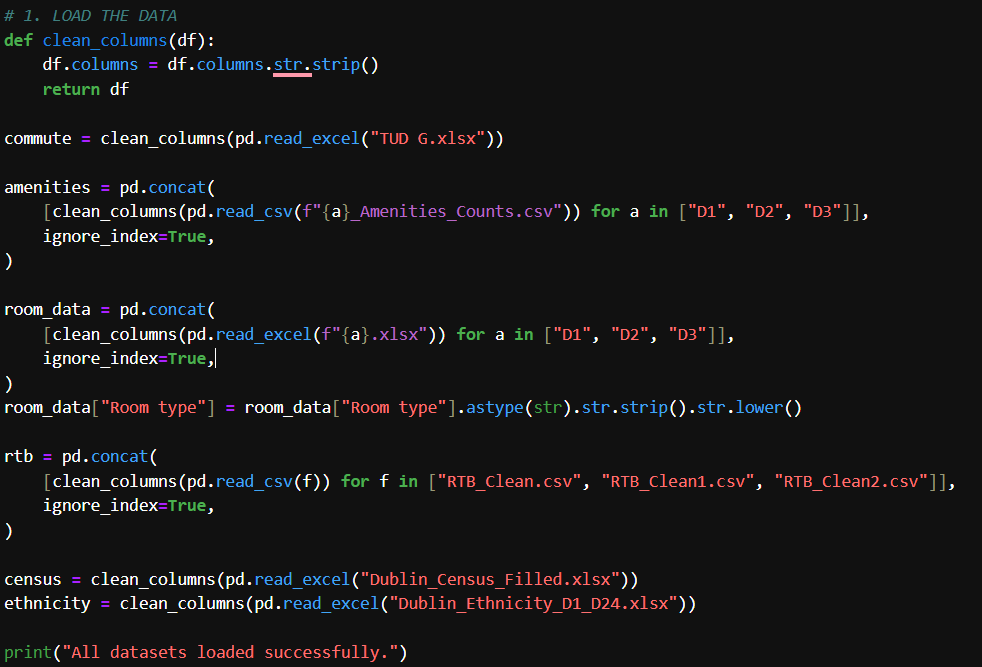 # 1. LOAD THE DATA
def clean_columns(df):
    df.columns = df.columns.str.strip()
    return df

commute = clean_columns(pd.read_excel("TUD G.xlsx"))

amenities = pd.concat(
    [clean_columns(pd.read_csv(f"{a}_Amenities_Counts.csv")) for a in ["D1", "D2", "D3"]],
    ignore_index=True,
)

room_data = pd.concat(
    [clean_columns(pd.read_excel(f"{a}.xlsx")) for a in ["D1", "D2", "D3"]],
    ignore_index=True,
)
room_data["Room type"] = room_data["Room type"].astype(str).str.strip().str.lower()

rtb = pd.concat(
    [clean_columns(pd.read_csv(f)) for f in ["RTB_Clean.csv", "RTB_Clean1.csv", "RTB_Clean2.csv"]],
    ignore_index=True,
)

census = clean_columns(pd.read_excel("Dublin_Census_Filled.xlsx"))
ethnicity = clean_columns(pd.read_excel("Dublin_Ethnicity_D1_D24.xlsx"))

print("All datasets loaded successfully.")